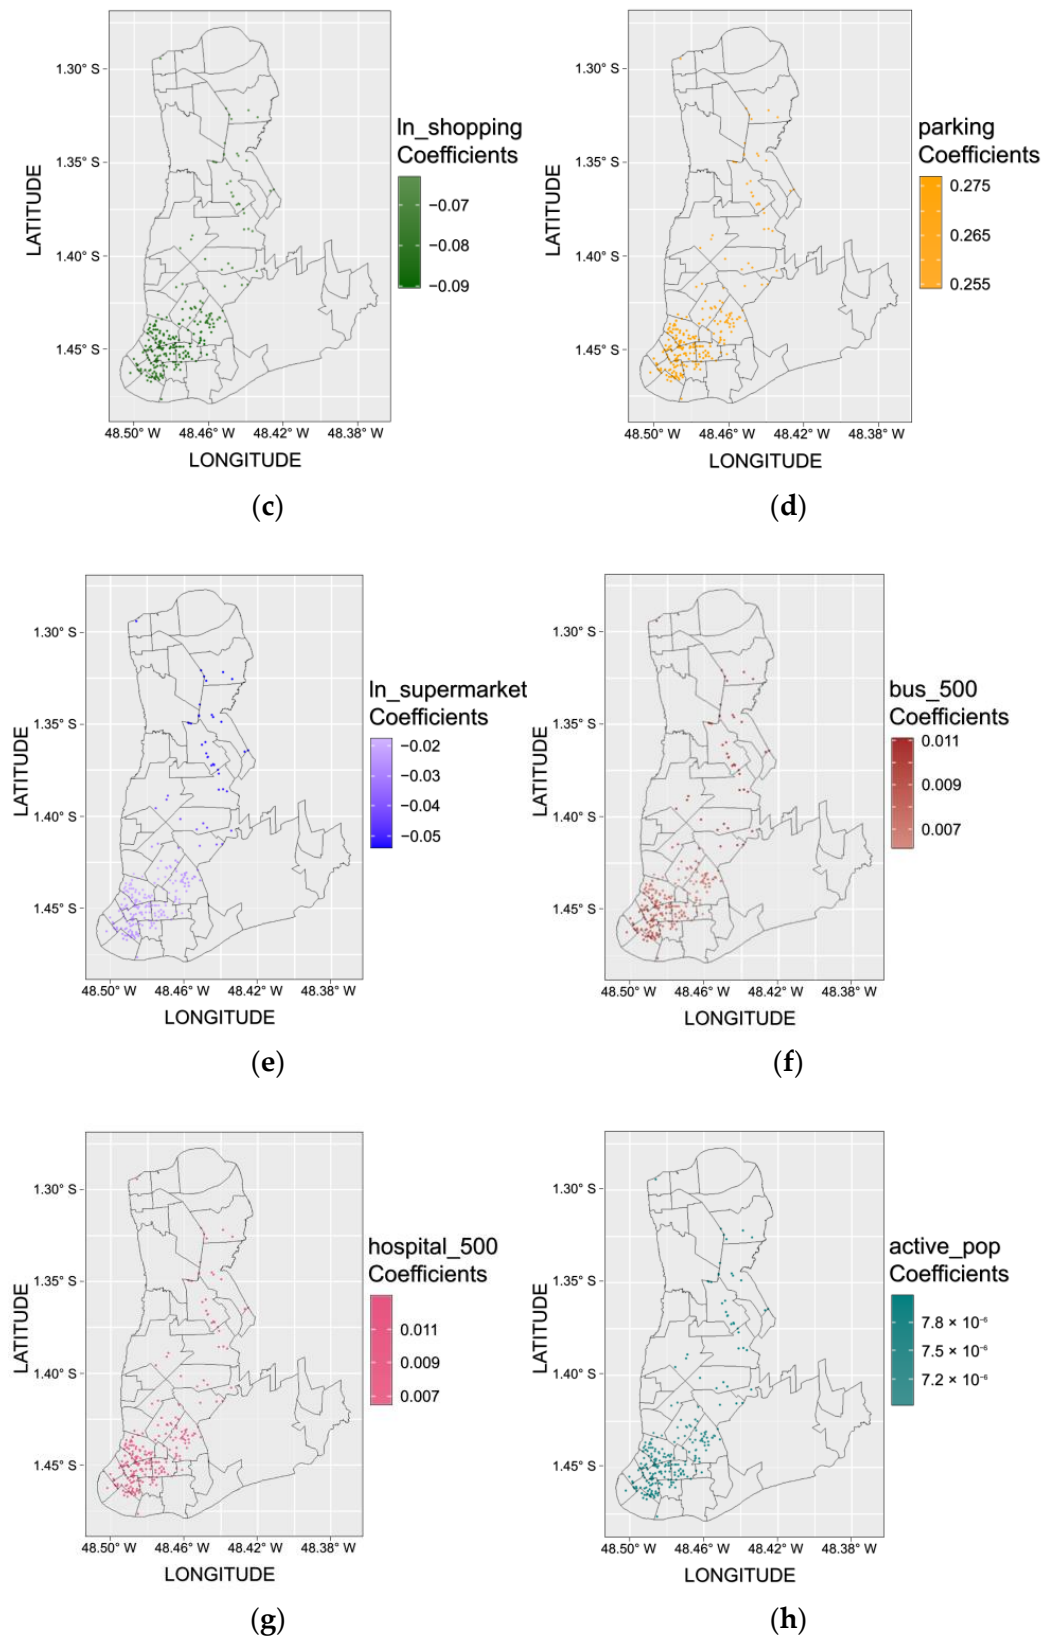 1.30° S
1.35° S
1.40° S
1.45° S
LATITUDE
48.50° W 48.46° W 48.42° W 48.38° W
LONGITUDE
ln_shopping
Coefficients
−0.07
−0.08
−0.09
(c)
1.30° S
1.35° S
1.40° S
1.45° S
LATITUDE
48.50° W 48.46° W 48.42° W 48.38° W
LONGITUDE
parking
Coefficients
0.275
0.265
0.255
(d)
1.30° S
1.35° S
1.40° S
1.45° S
LATITUDE
48.50° W 48.46° W 48.42° W 48.38° W
LONGITUDE
ln_supermarket
Coefficients
−0.02
−0.03
−0.04
−0.05
(e)
1.30° S
1.35° S
1.40° S
1.45° S
LATITUDE
48.50° W 48.46° W 48.42° W 48.38° W
LONGITUDE
bus_500
Coefficients
0.011
0.009
0.007
(f)
1.30° S
1.35° S
1.40° S
1.45° S
LATITUDE
48.50° W 48.46° W 48.42° W 48.38° W
LONGITUDE
hospital_500
Coefficients
0.011
0.009
0.007
(g)
1.30° S
1.35° S
1.40° S
1.45° S
LATITUDE
48.50° W 48.46° W 48.42° W 48.38° W
LONGITUDE
active_pop
Coefficients
7.8 × 10⁻⁶
7.5 × 10⁻⁶
7.2 × 10⁻⁶
(h)